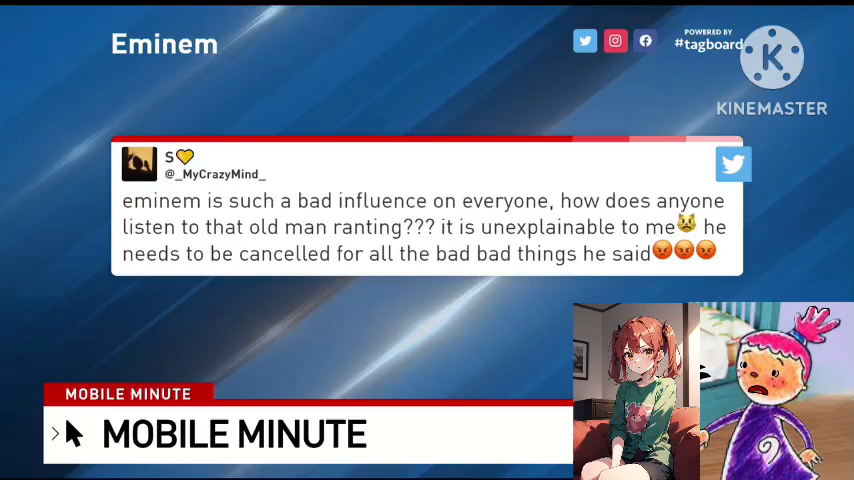 Eminem
POWERED BY
#tagboard
KINEMASTER
S💛
@_MyCrazyMind_
eminem is such a bad influence on everyone, how does anyone
listen to that old man ranting??? it is unexplainable to me😾 he
needs to be cancelled for all the bad bad things he said😡😡😡
MOBILE MINUTE
MOBILE MINUTE